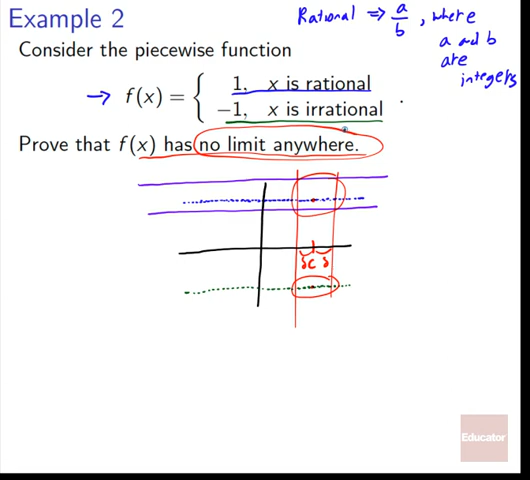 Example 2
Rational ⇒ a/b, where
a and b
are
integers
Consider the piecewise function
→ f(x) = { 1, x is rational
−1, x is irrational .
Prove that f(x) has no limit anywhere.
δ c δ
Educator